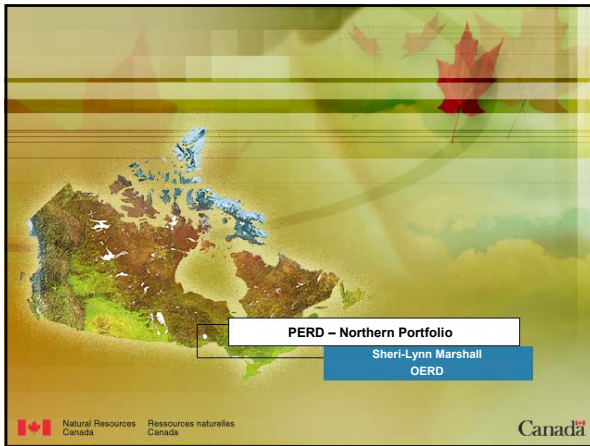 PERD – Northern Portfolio
Sheri-Lynn Marshall
OERD
Natural Resources Ressources naturelles
Canada Canada
Canada